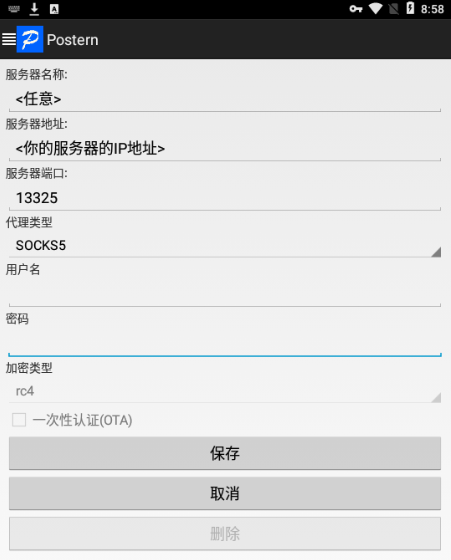 8:58
Postern
服务器名称:
<任意>
服务器地址:
<你的服务器的IP地址>
服务器端口:
13325
代理类型
SOCKS5
用户名
密码
加密类型
rc4
一次性认证(OTA)
保存
取消
删除